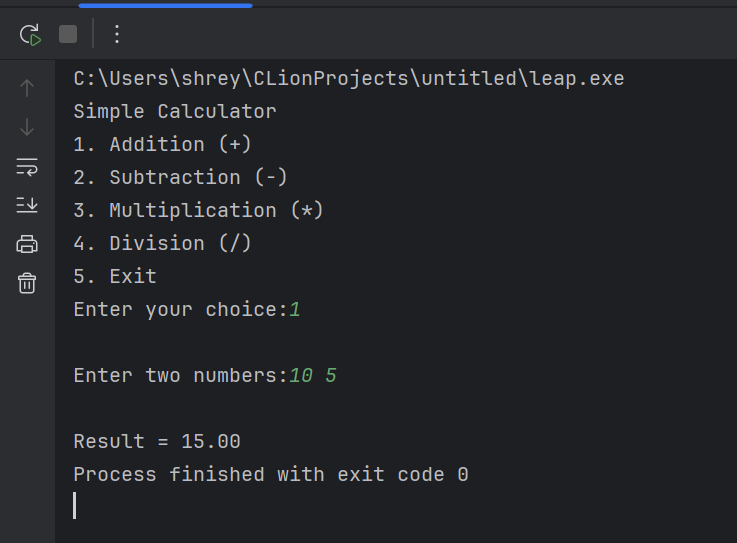 C:\Users\shrey\CLionProjects\untitled\leap.exe
Simple Calculator
1. Addition (+)
2. Subtraction (-)
3. Multiplication (*)
4. Division (/)
5. Exit
Enter your choice:1
Enter two numbers:10 5
Result = 15.00
Process finished with exit code 0